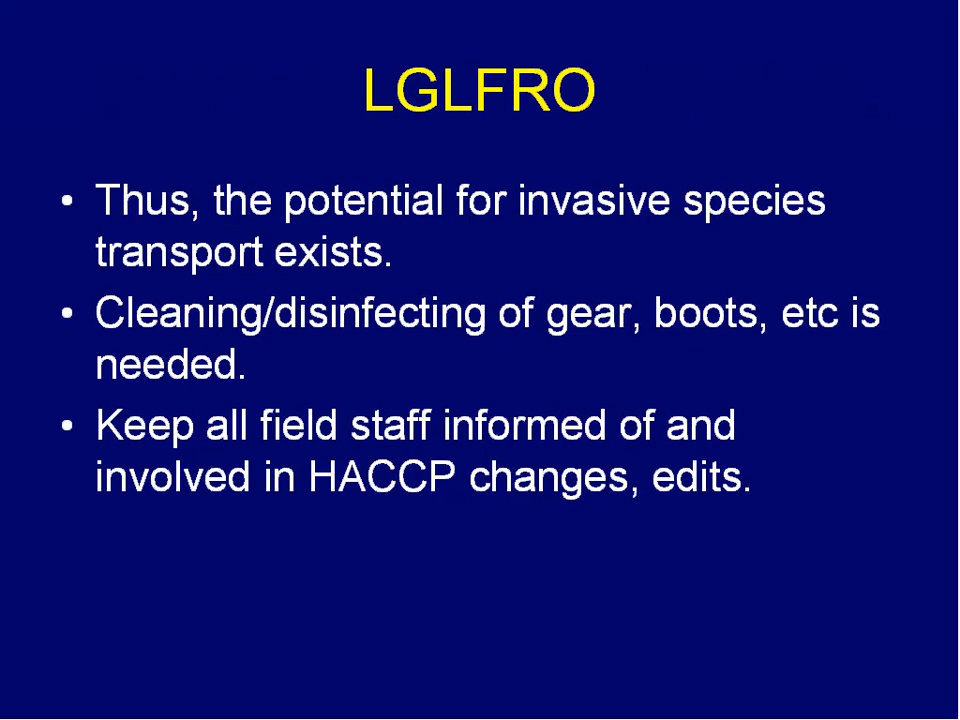 LGLFRO
• Thus, the potential for invasive species
transport exists.
• Cleaning/disinfecting of gear, boots, etc is
needed.
• Keep all field staff informed of and
involved in HACCP changes, edits.